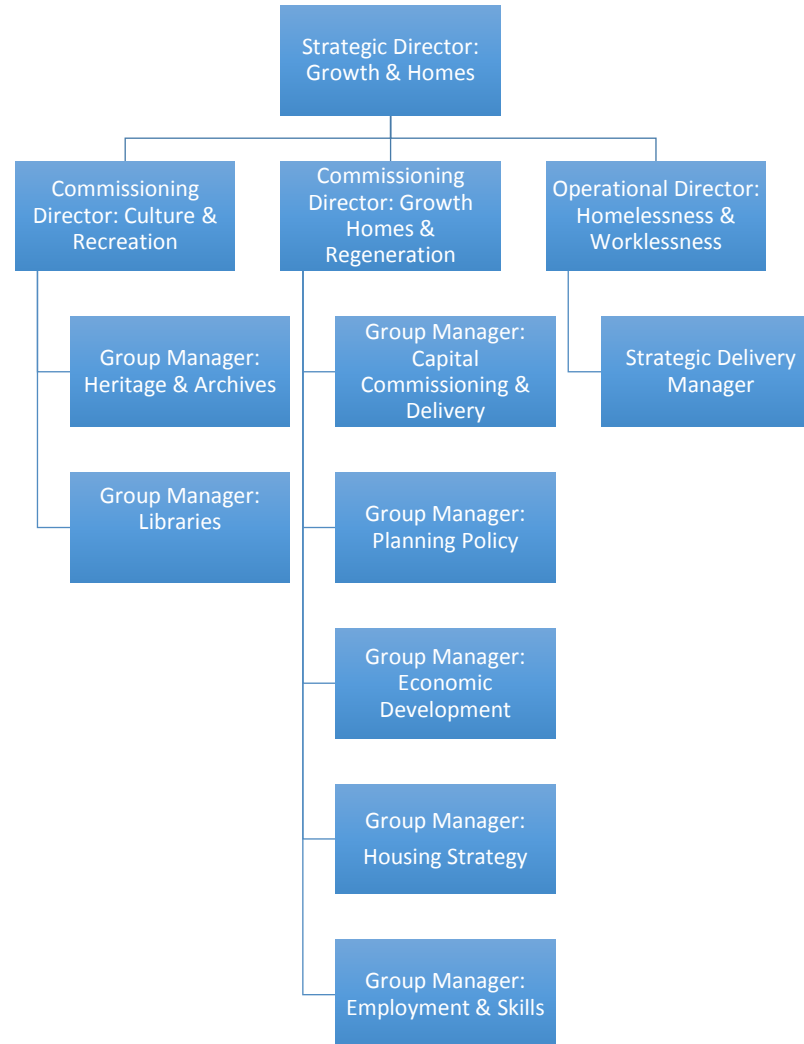 Strategic Director:
Growth & Homes
Commissioning
Director: Culture &
Recreation
Commissioning
Director: Growth
Homes &
Regeneration
Operational Director:
Homelessness &
Worklessness
Group Manager:
Heritage & Archives
Group Manager:
Capital
Commissioning &
Delivery
Strategic Delivery
Manager
Group Manager:
Libraries
Group Manager:
Planning Policy
Group Manager:
Economic
Development
Group Manager:
Housing Strategy
Group Manager:
Employment & Skills